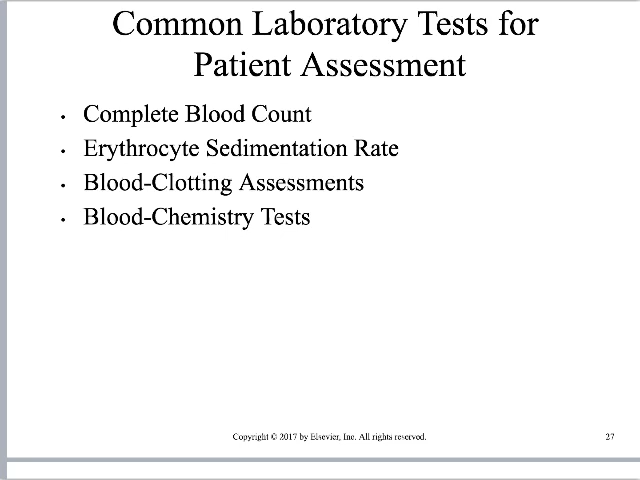 Common Laboratory Tests for
Patient Assessment
• Complete Blood Count
• Erythrocyte Sedimentation Rate
• Blood-Clotting Assessments
• Blood-Chemistry Tests
Copyright © 2017 by Elsevier, Inc. All rights reserved.
27